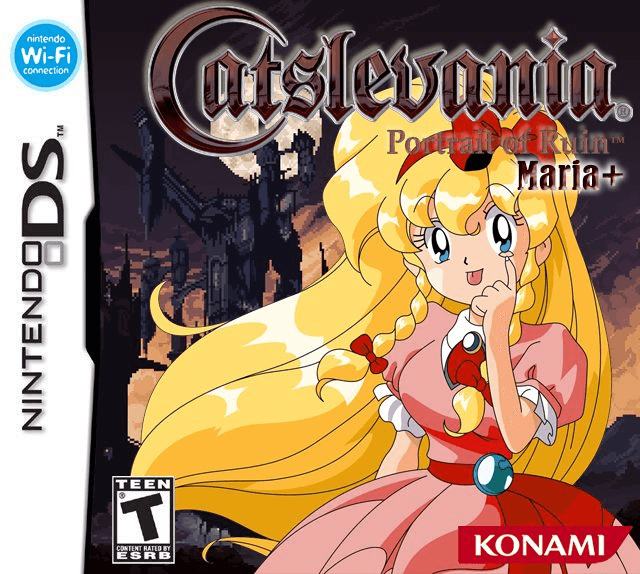 nintendo
Wi-Fi
connection
Catslevania®
Portrait of Ruin™
Maria+
NINTENDO DS™
TEEN
T
®
CONTENT RATED BY
ESRB
KONAMI